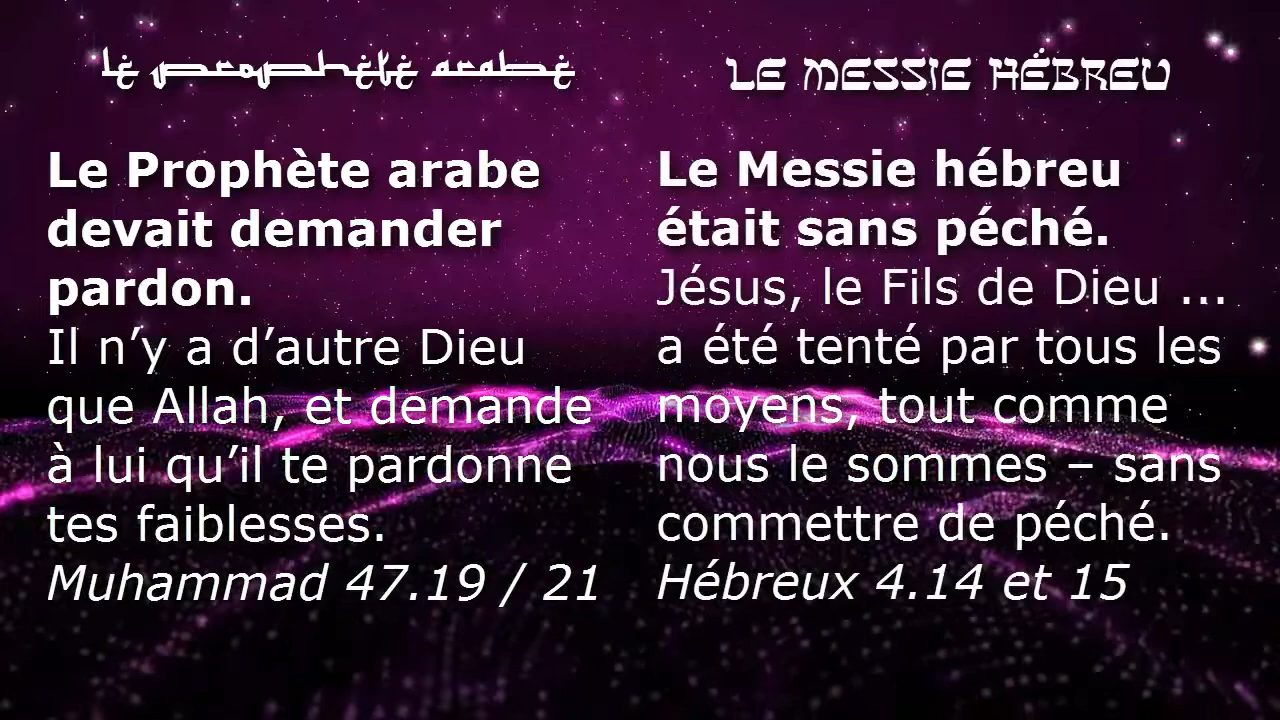 Le prophète arabe
LE MESSIE HÉBREU
Le Prophète arabe
devait demander
pardon.
Il n’y a d’autre Dieu
que Allah, et demande
à lui qu’il te pardonne
tes faiblesses.
Muhammad 47.19 / 21
Le Messie hébreu
était sans péché.
Jésus, le Fils de Dieu ...
a été tenté par tous les
moyens, tout comme
nous le sommes – sans
commettre de péché.
Hébreux 4.14 et 15